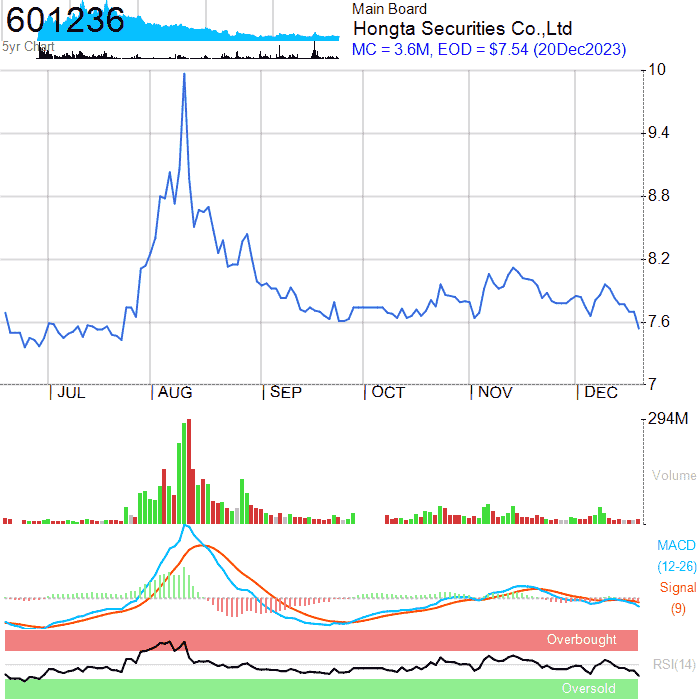 601236
5yr Chart
Main Board
Hongta Securities Co.,Ltd
MC = 3.6M, EOD = $7.54 (20Dec2023)
10
9.4
8.8
8.2
7.6
7
JUL AUG SEP OCT NOV DEC
294M
Volume
MACD
(12-26)
Signal
(9)
Overbought
RSI(14)
Oversold